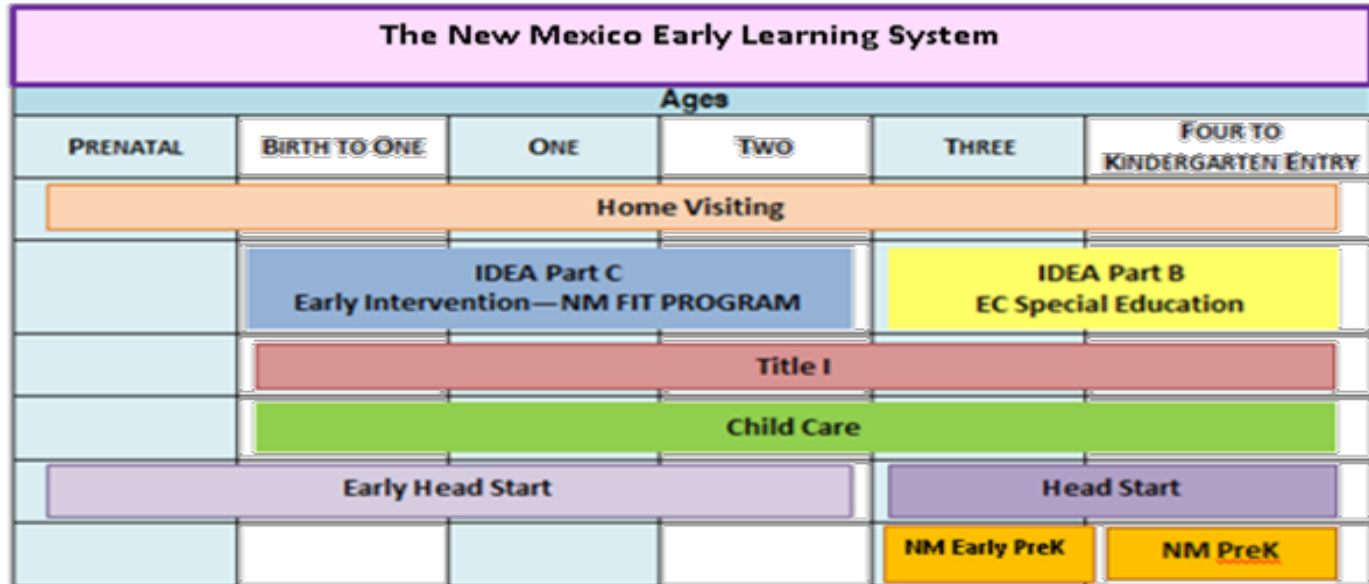 The New Mexico Early Learning System
Ages
PRENATAL
BIRTH TO ONE
ONE
TWO
THREE
FOUR TO
KINDERGARTEN ENTRY
Home Visiting
IDEA Part C
Early Intervention—NM FIT PROGRAM
IDEA Part B
EC Special Education
Title I
Child Care
Early Head Start
Head Start
NM Early PreK
NM PreK